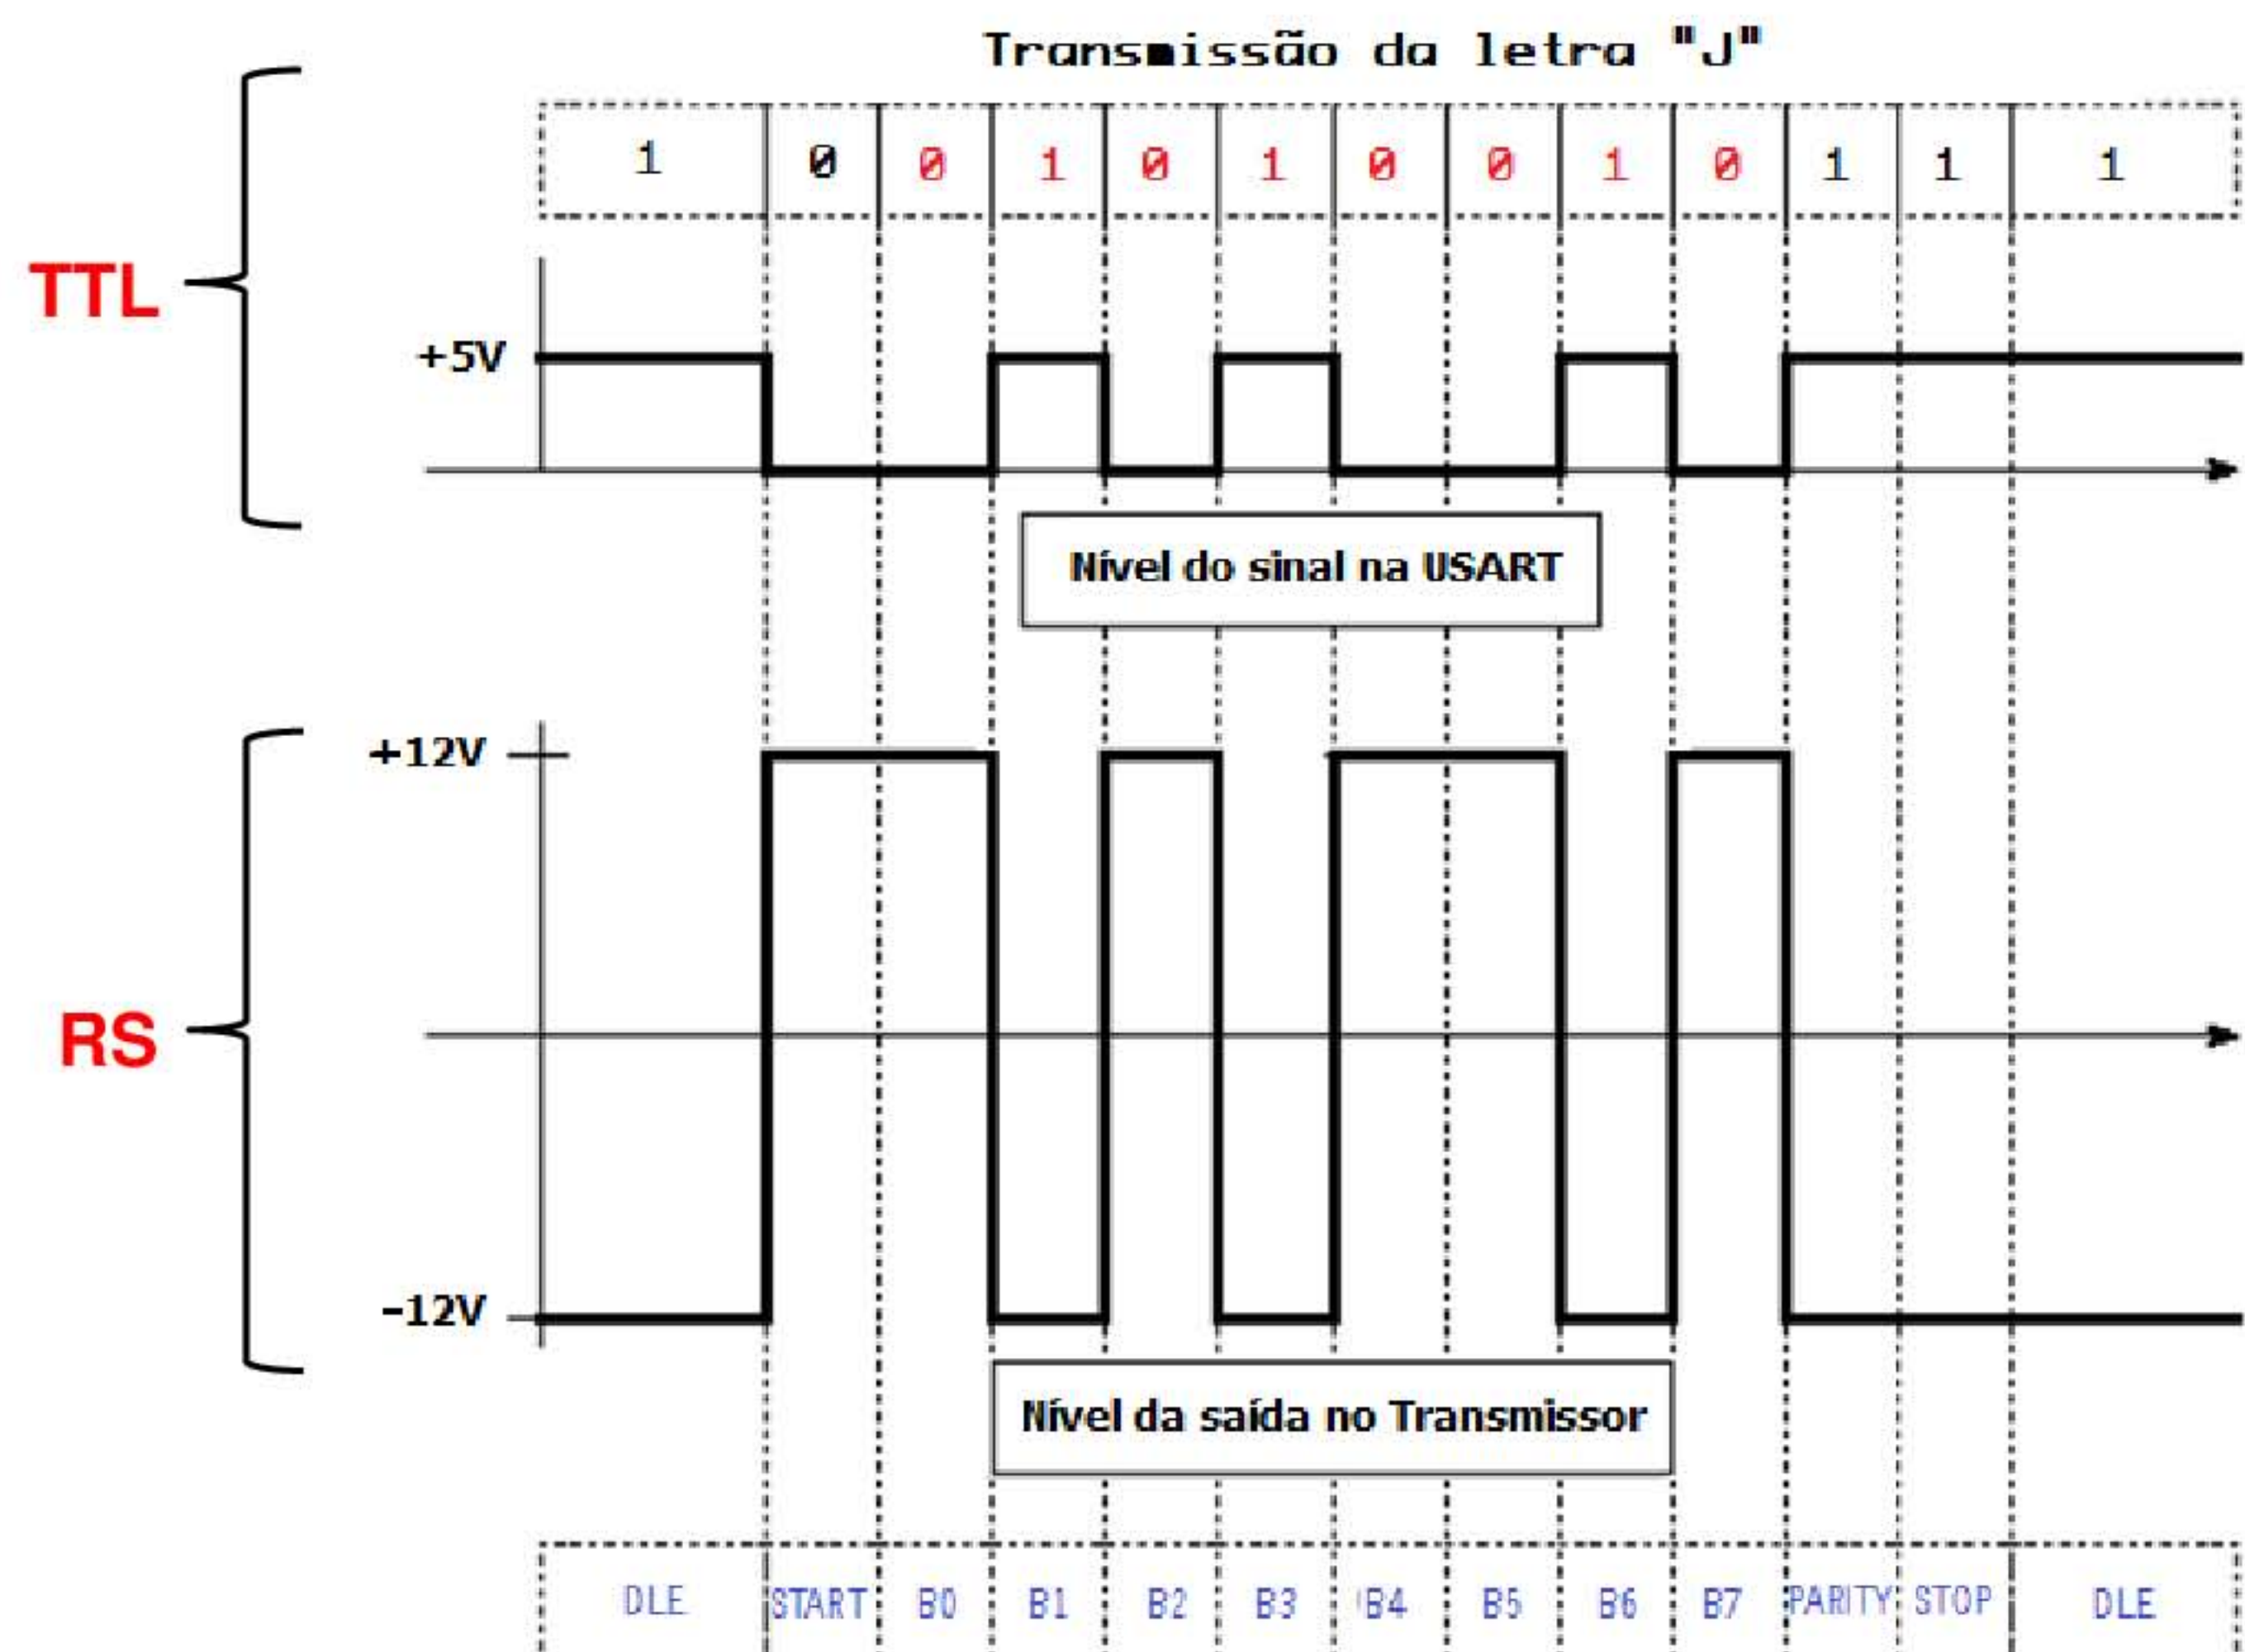 Transmissão da letra "J"
1 0 0 1 0 1 0 0 1 0 1 1 1
TTL
+5V
Nível do sinal na USART
+12V
RS
-12V
Nível da saída no Transmissor
DLE START B0 B1 B2 B3 B4 B5 B6 B7 PARITY STOP DLE